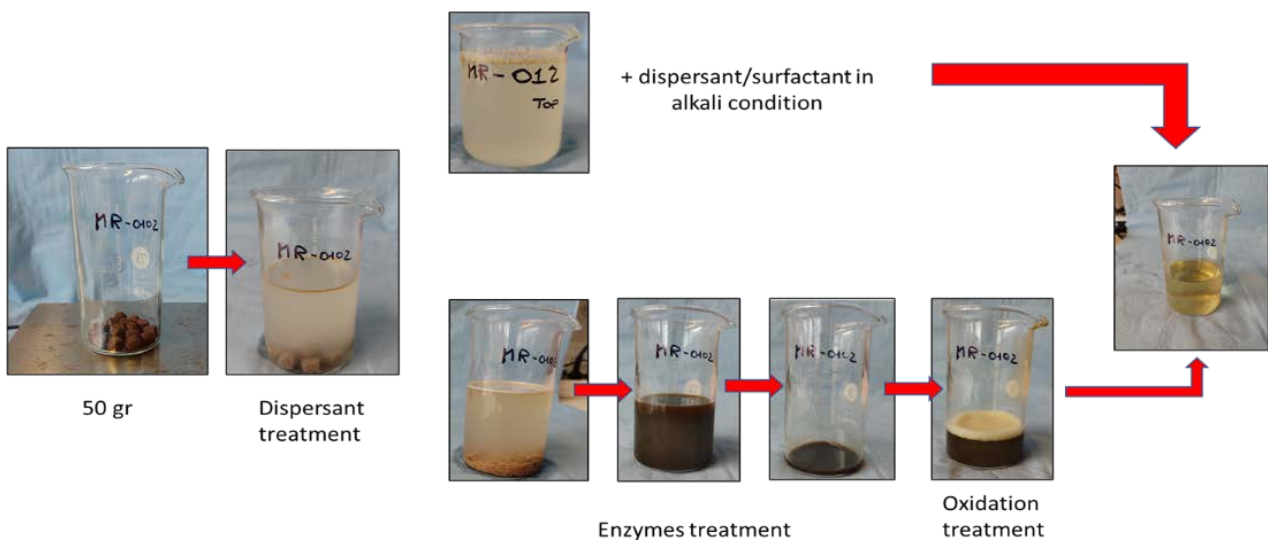 MR-012
TOP
+ dispersant/surfactant in
alkali condition
MR-0102
MR-0102
MR-0102
50 gr
Dispersant
treatment
MR-0102
MR-0102
MR-0102
MR-0102
Enzymes treatment
Oxidation
treatment